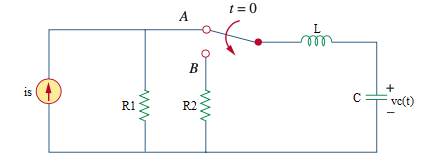 t = 0
A
L
B
is
R1
R2
C
+
vc(t)
−